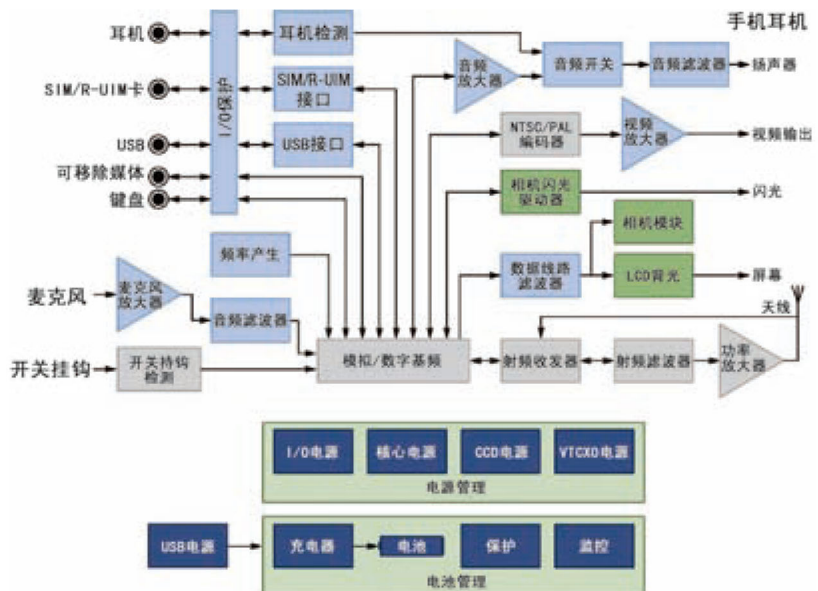 手机耳机
耳机
耳机检测
SIM/R-UIM卡
SIM/R-UIM
接口
USB
USB接口
可移除媒体
键盘
I/O保护
音频
放大器
音频开关
音频滤波器
扬声器
NTSC/PAL
编码器
视频
放大器
视频输出
相机闪光
驱动器
闪光
相机模块
数据线路
滤波器
LCD背光
屏幕
频率产生
麦克风
麦克风
放大器
音频滤波器
天线
开关挂钩
开关持钩
检测
模拟/数字基频
射频收发器
射频滤波器
功率
放大器
I/O电源
核心电源
CCD电源
VTCXO电源
电源管理
USB电源
充电器
电池
保护
监控
电池管理